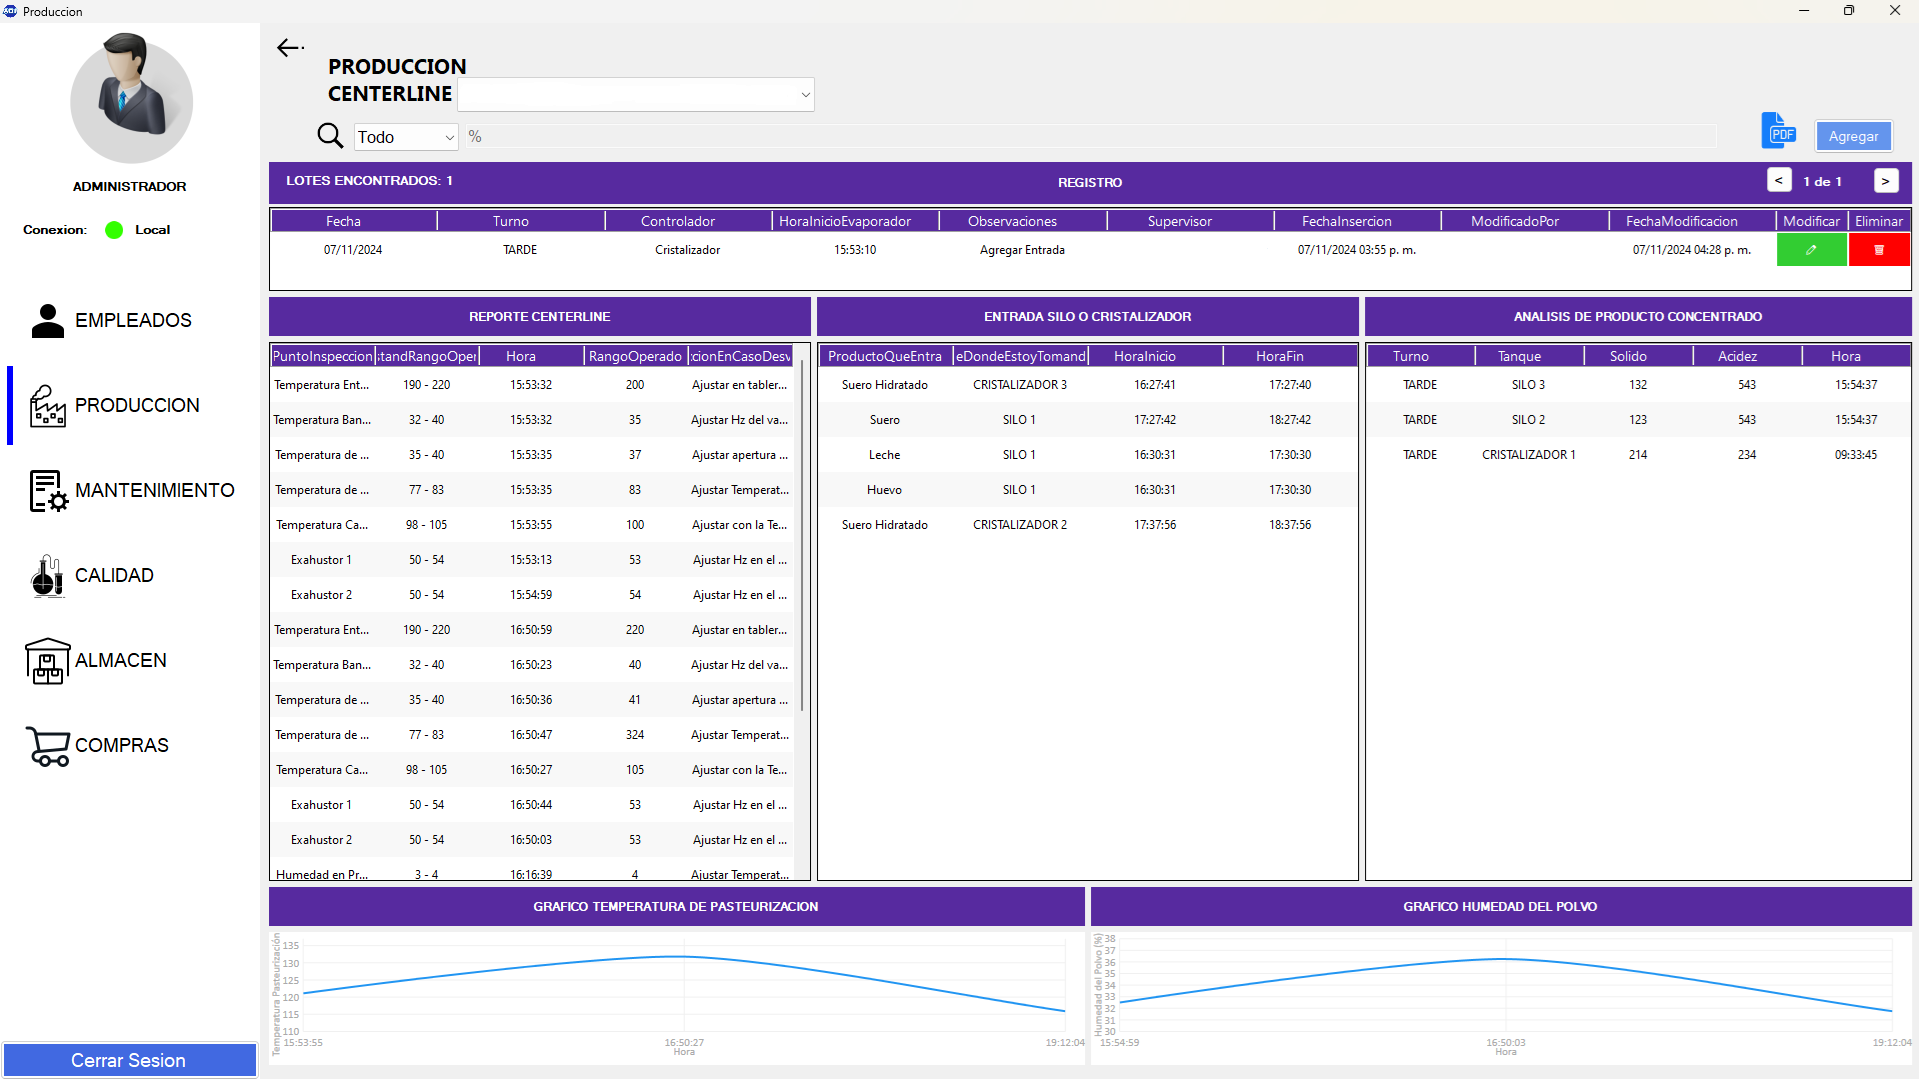 Produccion
ADMINISTRADOR
Conexion: Local
EMPLEADOS
PRODUCCION
MANTENIMIENTO
CALIDAD
ALMACEN
COMPRAS
Cerrar Sesion
PRODUCCION
CENTERLINE
Todo %
PDF
Agregar
LOTES ENCONTRADOS: 1 REGISTRO < 1 de 1 >
Fecha Turno Controlador HoraInicioEvaporador Observaciones Supervisor FechaInsercion ModificadoPor FechaModificacion Modificar Eliminar
07/11/2024 TARDE Cristalizador 15:53:10 Agregar Entrada 07/11/2024 03:55 p. m. 07/11/2024 04:28 p. m.
REPORTE CENTERLINE
PuntoInspeccion standRangoOper Hora RangoOperado cionEnCasoDesv
Temperatura Ent... 190 - 220 15:53:32 200 Ajustar en tabler...
Temperatura Ban... 32 - 40 15:53:32 35 Ajustar Hz del va...
Temperatura de ... 35 - 40 15:53:35 37 Ajustar apertura ...
Temperatura de ... 77 - 83 15:53:35 83 Ajustar Temperat...
Temperatura Ca... 98 - 105 15:53:55 100 Ajustar con la Te...
Exahustor 1 50 - 54 15:53:13 53 Ajustar Hz en el ...
Exahustor 2 50 - 54 15:54:59 54 Ajustar Hz en el ...
Temperatura Ent... 190 - 220 16:50:59 220 Ajustar en tabler...
Temperatura Ban... 32 - 40 16:50:23 40 Ajustar Hz del va...
Temperatura de ... 35 - 40 16:50:36 41 Ajustar apertura ...
Temperatura de ... 77 - 83 16:50:47 324 Ajustar Temperat...
Temperatura Ca... 98 - 105 16:50:27 105 Ajustar con la Te...
Exahustor 1 50 - 54 16:50:44 53 Ajustar Hz en el ...
Exahustor 2 50 - 54 16:50:03 53 Ajustar Hz en el ...
Humedad en Pr... 3 - 4 16:16:39 4 Ajustar Temperat...
ENTRADA SILO O CRISTALIZADOR
ProductoQueEntra eDondeEstoyTomand HoraInicio HoraFin
Suero Hidratado CRISTALIZADOR 3 16:27:41 17:27:40
Suero SILO 1 17:27:42 18:27:42
Leche SILO 1 16:30:31 17:30:30
Huevo SILO 1 16:30:31 17:30:30
Suero Hidratado CRISTALIZADOR 2 17:37:56 18:37:56
ANALISIS DE PRODUCTO CONCENTRADO
Turno Tanque Solido Acidez Hora
TARDE SILO 3 132 543 15:54:37
TARDE SILO 2 123 543 15:54:37
TARDE CRISTALIZADOR 1 214 234 09:33:45
GRAFICO TEMPERATURA DE PASTEURIZACION
Temperatura Pasteurización
135
130
125
120
115
110
15:53:55 16:50:27 19:12:04
Hora
GRAFICO HUMEDAD DEL POLVO
Humedad del Polvo (%)
38
37
36
35
34
33
32
31
30
15:54:59 16:50:03 19:12:04
Hora